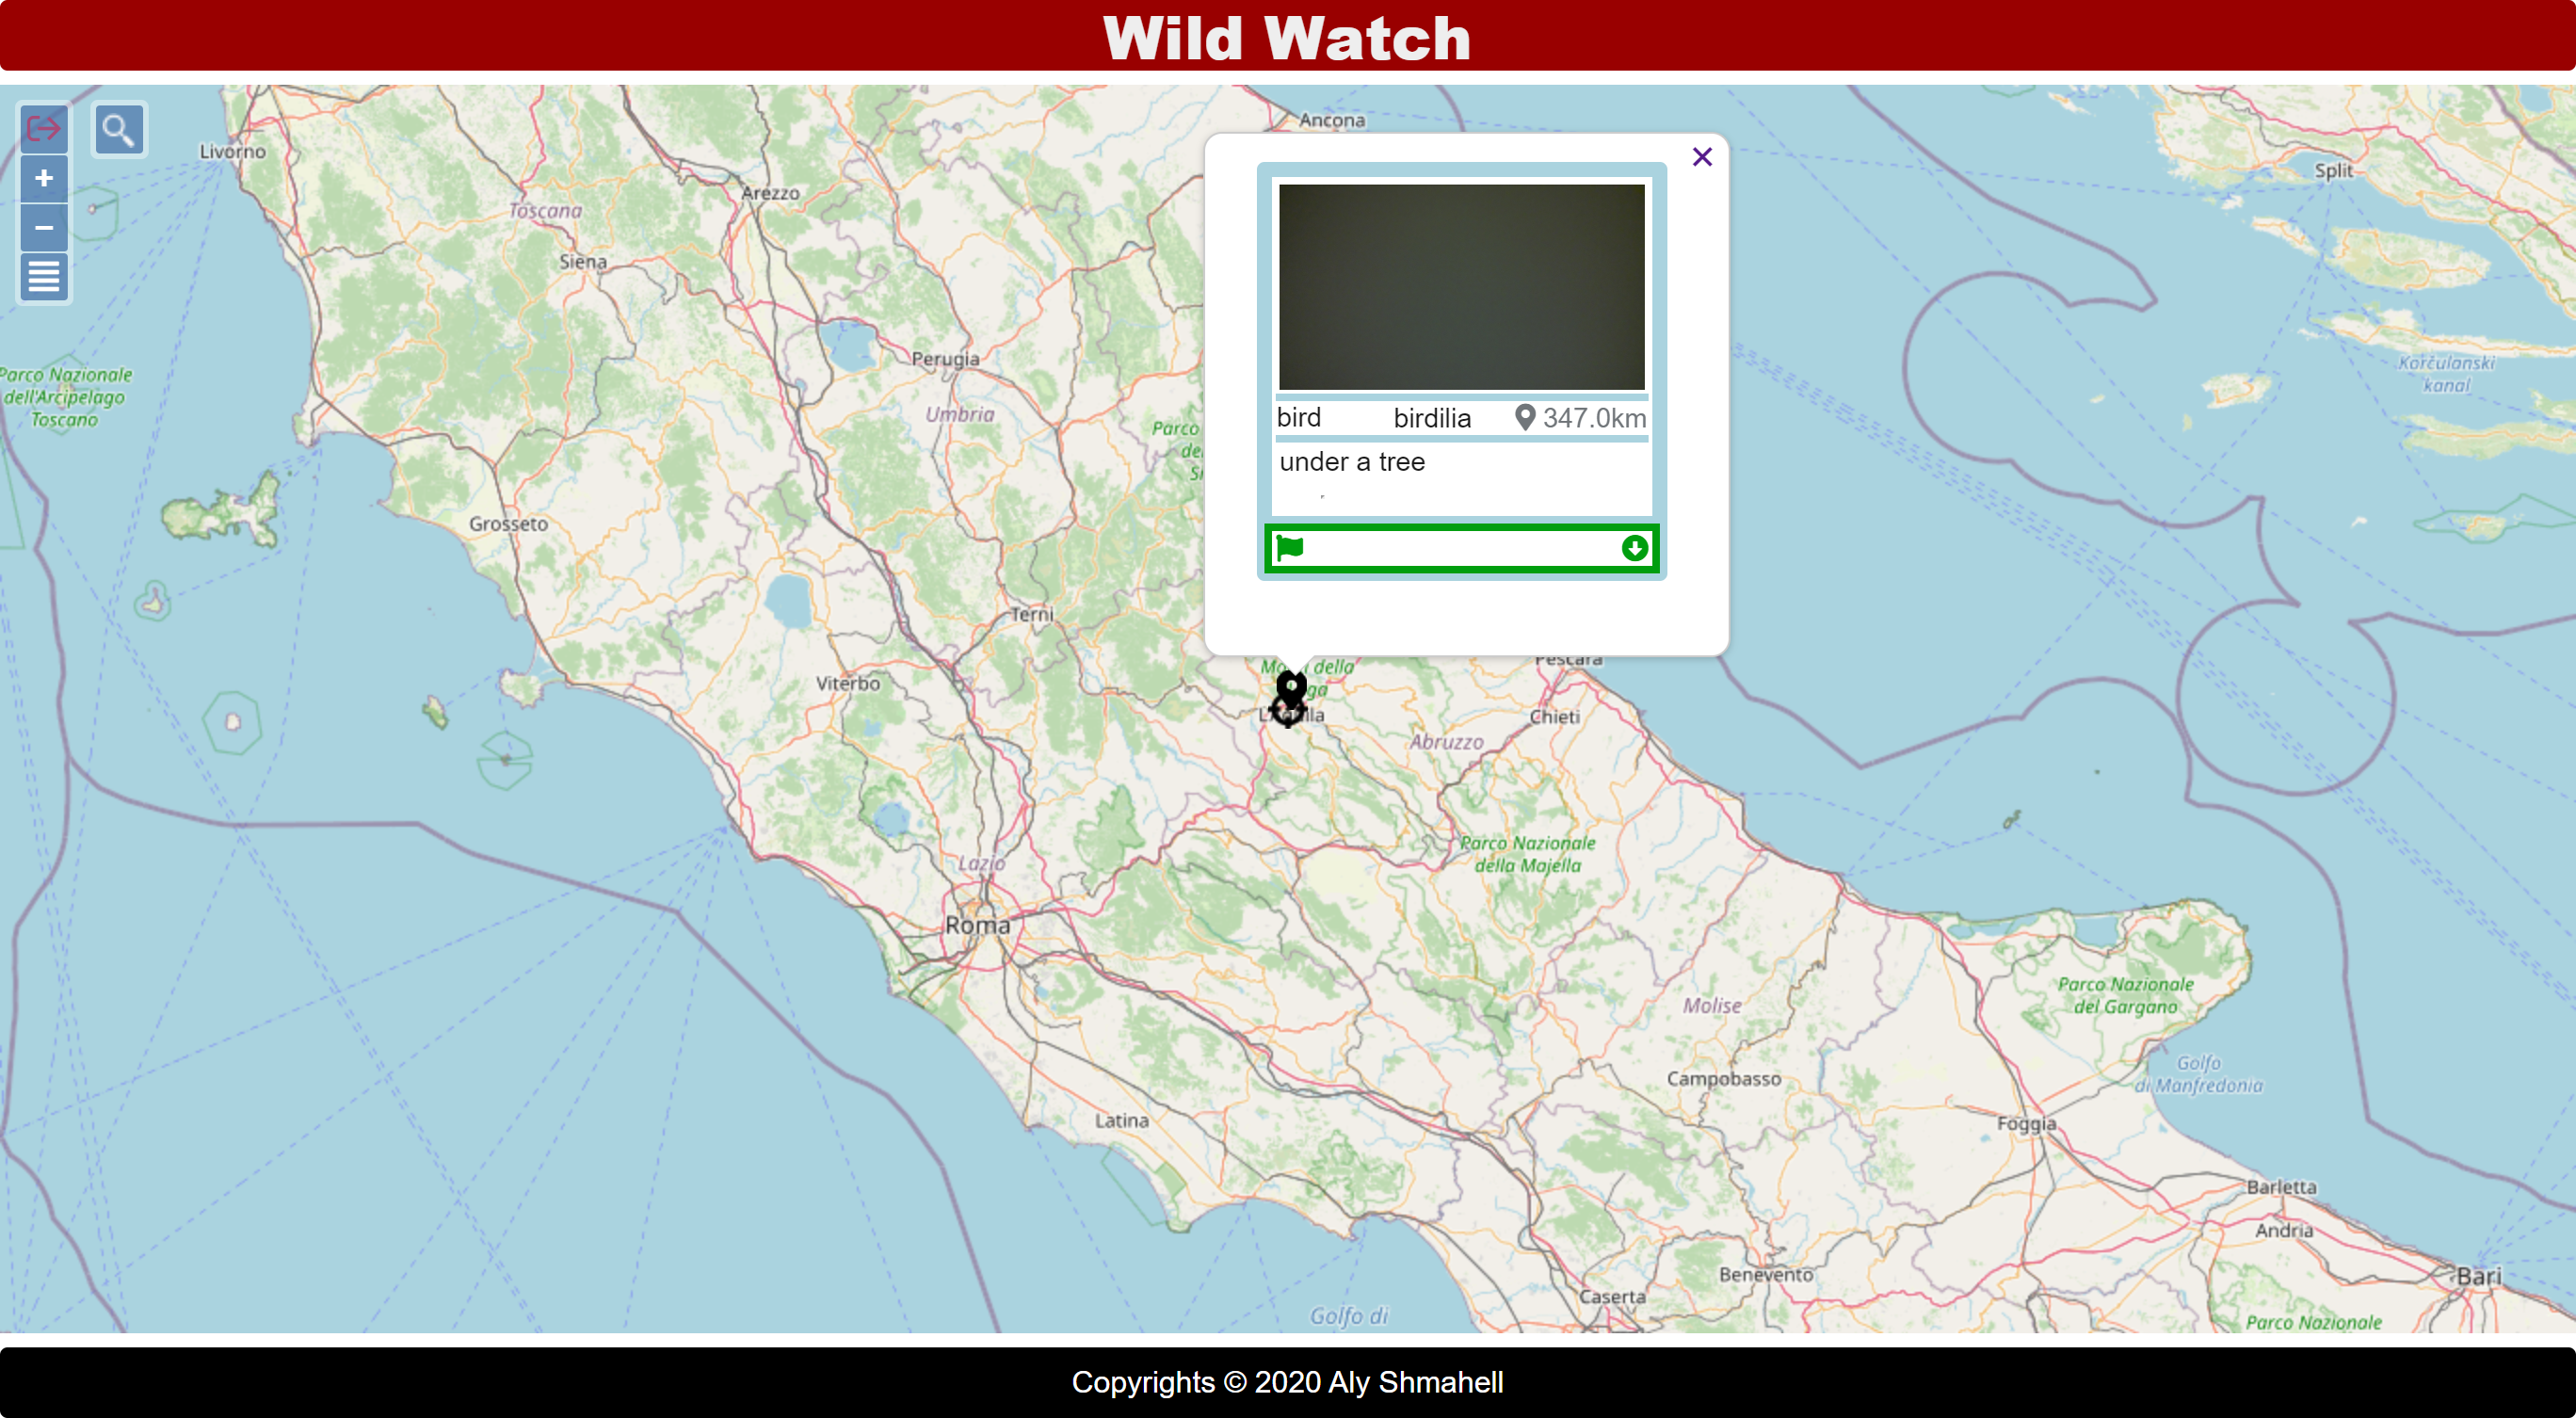 Wild Watch
Ancona
Livorno
Split
Arezzo
Toscana
Siena
Perugia
Korčulanski
kanal
Parco Nazionale
dell'Arcipelago
Toscano
Umbria
Parco
bird birdilia 347.0km
under a tree
Grosseto
Terni
Pescara
della
Viterbo
Chieti
Abruzzo
Parco Nazionale
della Majella
Lazio
Roma
Parco Nazionale
del Gargano
Molise
Golfo
di Manfredonia
Campobasso
Latina
Foggia
Barletta
Andria
Benevento
Bari
Caserta
Golfo di
Parco Nazionale
Copyrights © 2020 Aly Shmahell